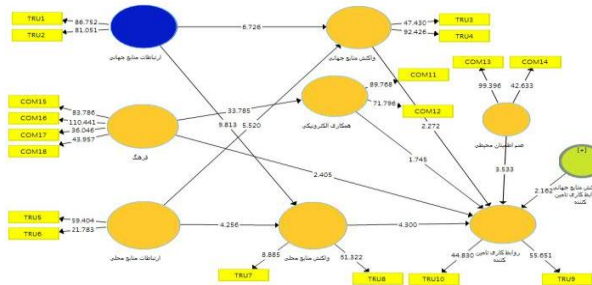 TRU1
86.752
TRU2
81.051
ارتباطات منابع جهانی
6.726
واکنش منابع جهانی
47.430
TRU3
92.426
TRU4
COM13
COM14
99.396
42.633
عدم اطمینان محیطی
COM11
89.768
71.796
COM12
همکاری الکترونیکی
COM15
83.786
COM16
110.441
COM17
36.046
COM18
43.957
فرهنگ
33.785
9.813
5.520
2.272
1.745
3.533
[+]
2.162
2.405
TRU5
59.404
TRU6
21.783
ارتباطات منابع محلی
4.256
واکنش منابع محلی
4.300
روابط کاری تامین
کننده
8.885
TRU7
51.322
TRU8
44.830
TRU10
55.651
TRU9